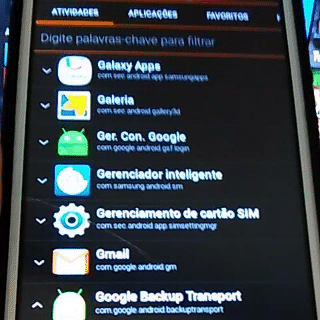 ATIVIDADES APLICAÇÕES FAVORITOS
Digite palavras-chave para filtrar
Galaxy Apps
com.sec.android.app.samsungapps
Galeria
com.sec.android.gallery3d
Ger. Con. Google
com.google.android.gsf.login
Gerenciador inteligente
com.samsung.android.sm
Gerenciamento de cartão SIM
com.sec.android.app.simsettingmgr
Gmail
com.google.android.gm
Google Backup Transport
com.google.android.backuptransport